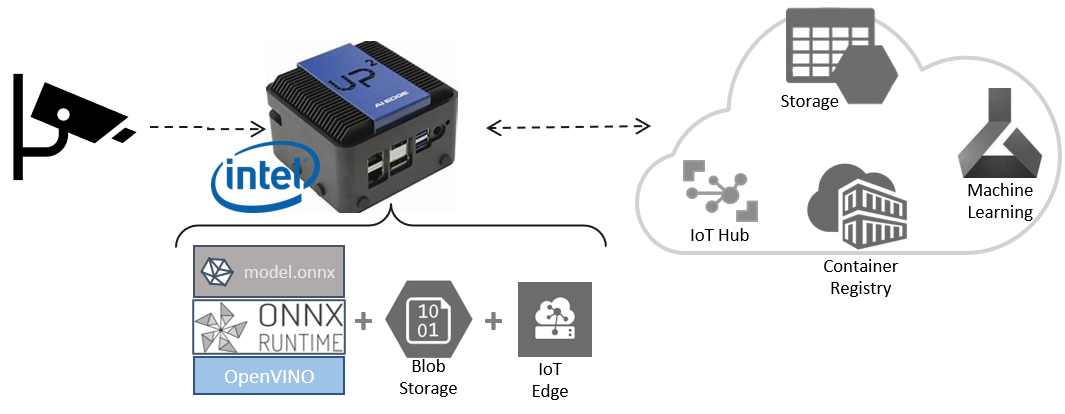 UP²
AI EDGE
intel
Storage
Machine
Learning
IoT Hub
Container
Registry
model.onnx
ONNX
RUNTIME
OpenVINO
+
10
01
Blob
Storage
+
IoT
Edge